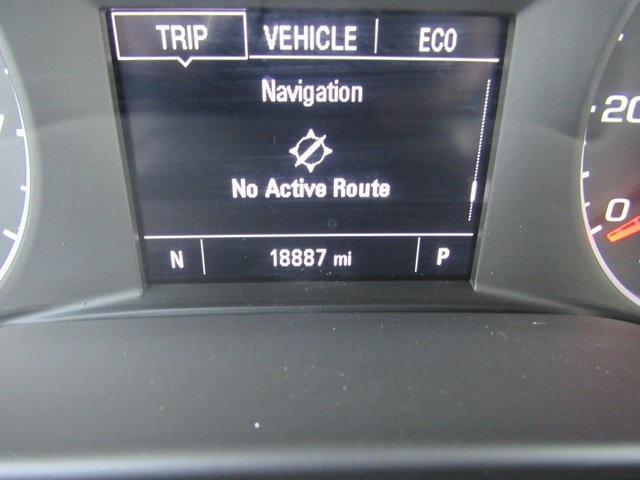 TRIP VEHICLE ECO
Navigation
No Active Route
N 18887 mi P
20
0